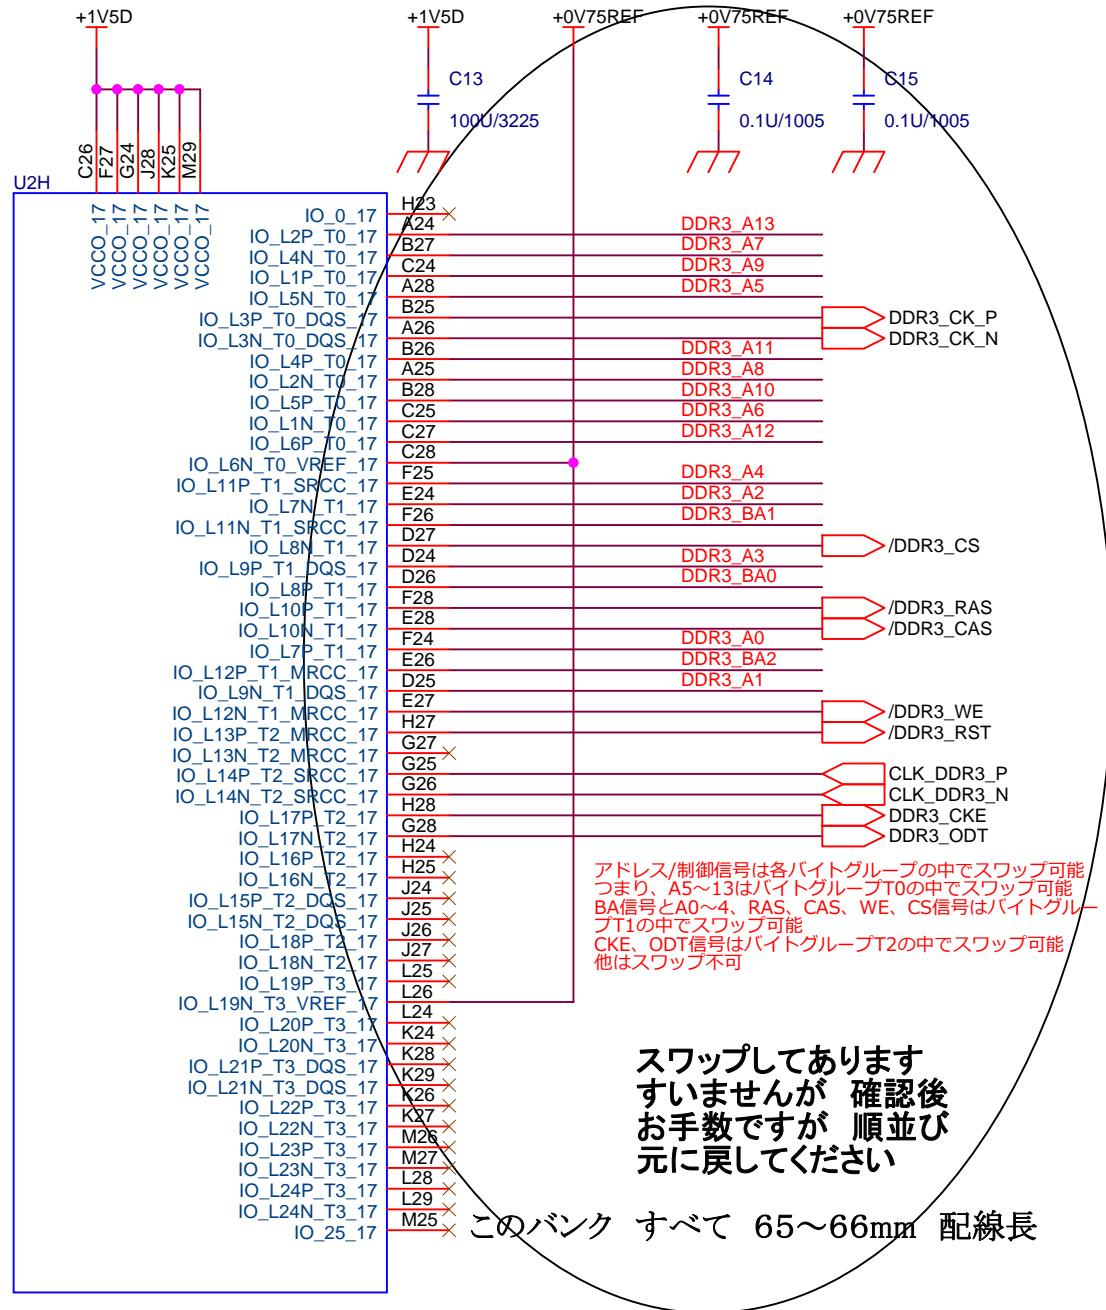 +1V5D +1V5D +0V75REF +0V75REF +0V75REF
C13 C14 C15
100U/3225 0.1U/1005 0.1U/1005
C26 F27 G24 J28 K25 M29
U2H
VCCO_17 VCCO_17 VCCO_17 VCCO_17 VCCO_17 VCCO_17
IO_0_17 H23
IO_L2P_T0_17 A24 DDR3_A13
IO_L4N_T0_17 B27 DDR3_A7
IO_L1P_T0_17 C24 DDR3_A9
IO_L5N_T0_17 A28 DDR3_A5
IO_L3P_T0_DQS_17 B25 DDR3_CK_P
IO_L3N_T0_DQS_17 A26 DDR3_CK_N
IO_L4P_T0_17 B26 DDR3_A11
IO_L2N_T0_17 A25 DDR3_A8
IO_L5P_T0_17 B28 DDR3_A10
IO_L1N_T0_17 C25 DDR3_A6
IO_L6P_T0_17 C27 DDR3_A12
IO_L6N_T0_VREF_17 C28
IO_L11P_T1_SRCC_17 F25 DDR3_A4
IO_L7N_T1_17 E24 DDR3_A2
IO_L11N_T1_SRCC_17 F26 DDR3_BA1
IO_L8N_T1_17 D27 /DDR3_CS
IO_L9P_T1_DQS_17 D24 DDR3_A3
IO_L8P_T1_17 D26 DDR3_BA0
IO_L10P_T1_17 F28 /DDR3_RAS
IO_L10N_T1_17 E28 /DDR3_CAS
IO_L7P_T1_17 F24 DDR3_A0
IO_L12P_T1_MRCC_17 E26 DDR3_BA2
IO_L9N_T1_DQS_17 D25 DDR3_A1
IO_L12N_T1_MRCC_17 E27 /DDR3_WE
IO_L13P_T2_MRCC_17 H27 /DDR3_RST
IO_L13N_T2_MRCC_17 G27
IO_L14P_T2_SRCC_17 G25 CLK_DDR3_P
IO_L14N_T2_SRCC_17 G26 CLK_DDR3_N
IO_L17P_T2_17 H28 DDR3_CKE
IO_L17N_T2_17 G28 DDR3_ODT
IO_L16P_T2_17 H24
IO_L16N_T2_17 H25
IO_L15P_T2_DQS_17 J24
IO_L15N_T2_DQS_17 J25
IO_L18P_T2_17 J26
IO_L18N_T2_17 J27
IO_L19P_T3_17 L25
IO_L19N_T3_VREF_17 L26
IO_L20P_T3_17 L24
IO_L20N_T3_17 K24
IO_L21P_T3_DQS_17 K28
IO_L21N_T3_DQS_17 K29
IO_L22P_T3_17 K26
IO_L22N_T3_17 K27
IO_L23P_T3_17 M26
IO_L23N_T3_17 M27
IO_L24P_T3_17 L28
IO_L24N_T3_17 L29
IO_25_17 M25
アドレス/制御信号は各バイトグループの中でスワップ可能
つまり、A5～13はバイトグループT0の中でスワップ可能
BA信号とA0～4、RAS、CAS、WE、CS信号はバイトグルー
プT1の中でスワップ可能
CKE、ODT信号はバイトグループT2の中でスワップ可能
他はスワップ不可
スワップしてあります
すいませんが 確認後
お手数ですが 順並び
元に戻してください
このバンク すべて 65～66mm 配線長